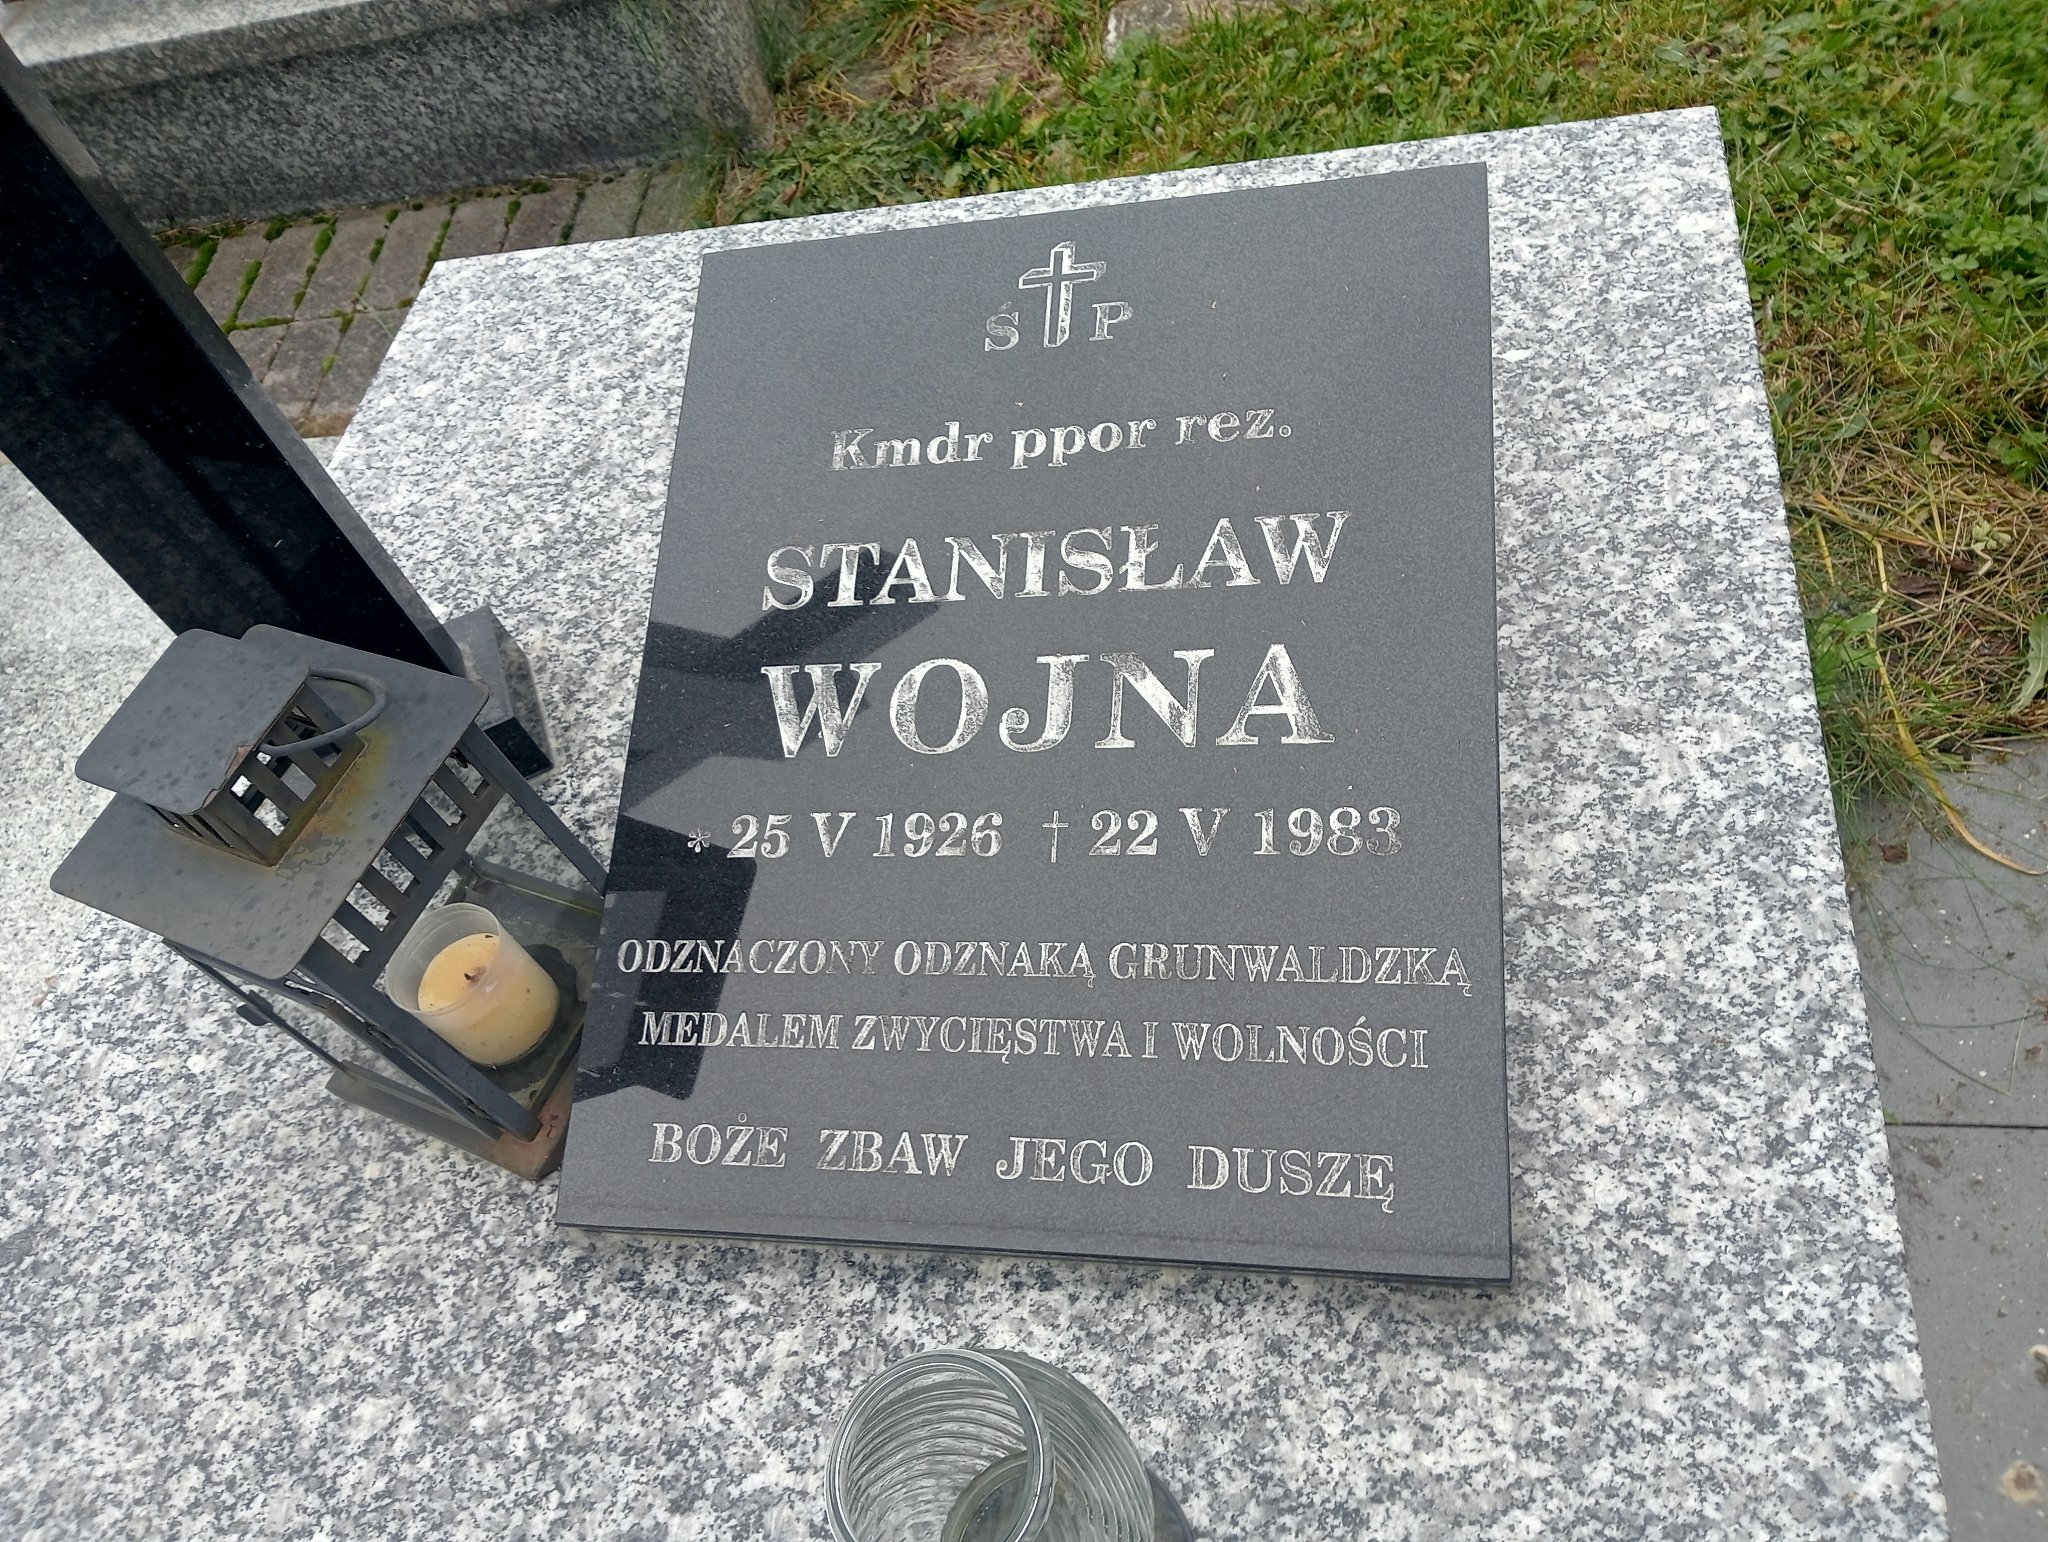 Ś P
Kmdr ppor rez.
STANISŁAW
WOJNA
* 25 V 1926 † 22 V 1983
ODZNACZONY ODZNAKĄ GRUNWALDZKĄ
MEDALEM ZWYCIĘSTWA I WOLNOŚCI
BOŻE ZBAW JEGO DUSZĘ